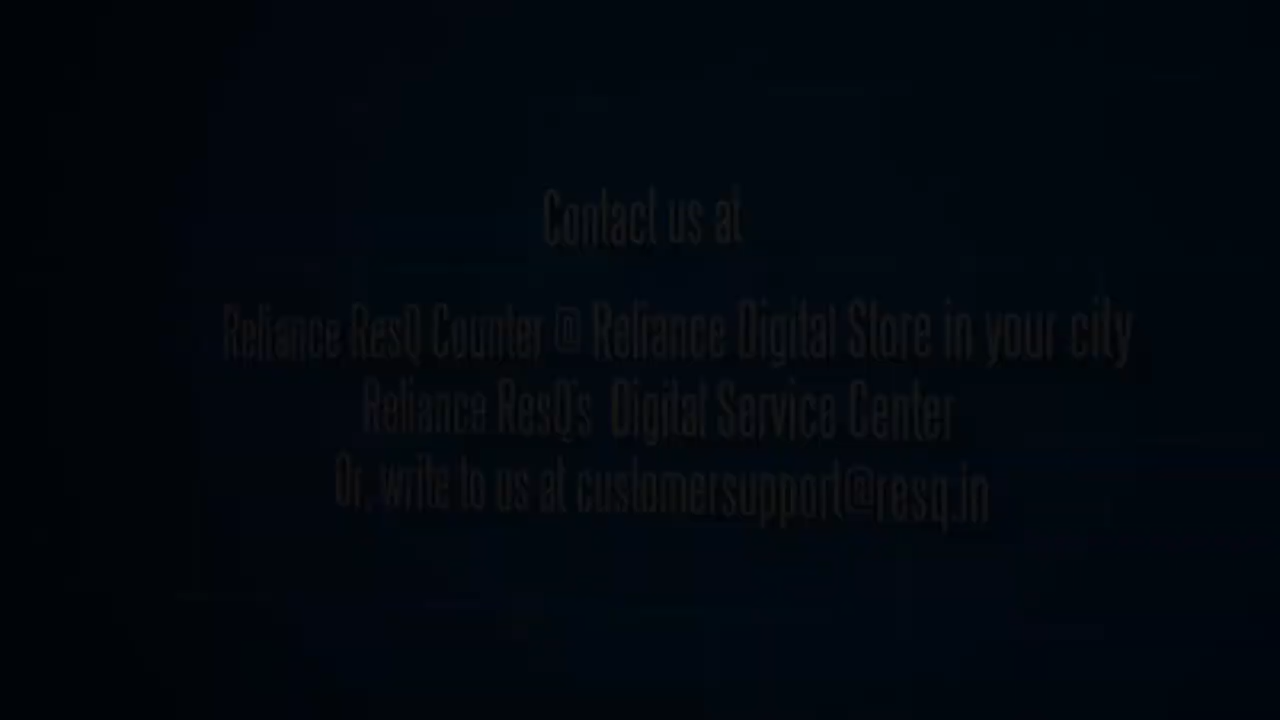 Contact us at
Reliance ResQ Counter @ Reliance Digital Store in your city
Reliance ResQ's Digital Service Center
Or, write to us at customersupport@resq.in